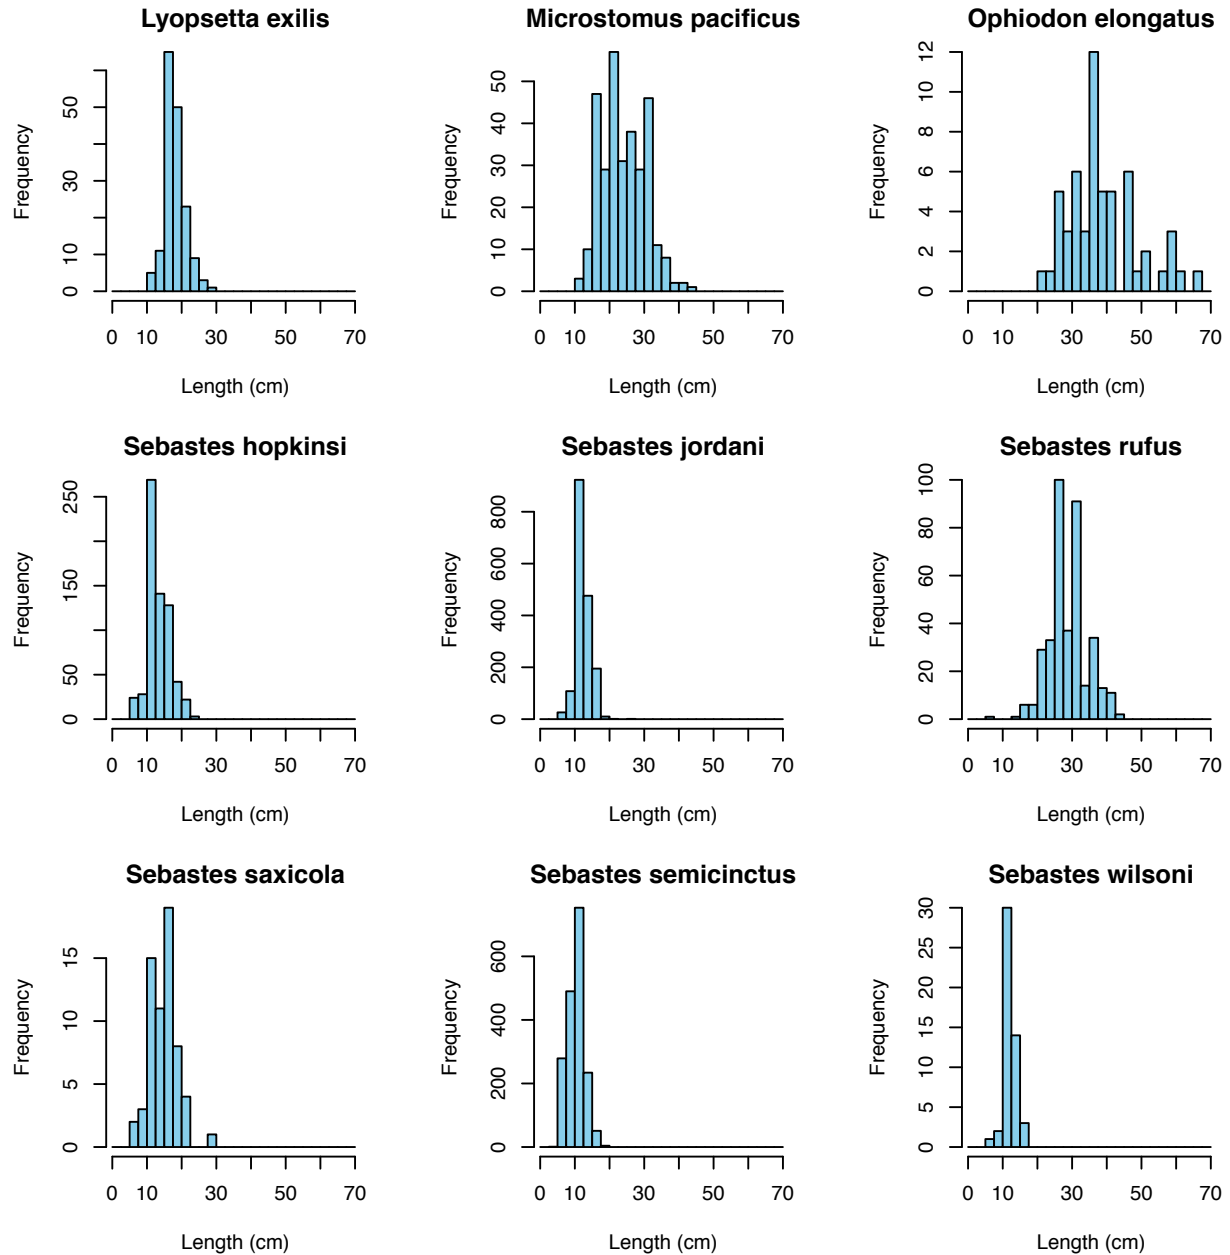 Lyopsetta exilis
Frequency
0 10 30 50
0 10 30 50 70
Length (cm)
Microstomus pacificus
Frequency
0 10 20 30 40 50
0 10 30 50 70
Length (cm)
Ophiodon elongatus
Frequency
0 2 4 6 8 10 12
0 10 30 50 70
Length (cm)
Sebastes hopkinsi
Frequency
0 50 150 250
0 10 30 50 70
Length (cm)
Sebastes jordani
Frequency
0 200 400 600 800
0 10 30 50 70
Length (cm)
Sebastes rufus
Frequency
0 20 40 60 80 100
0 10 30 50 70
Length (cm)
Sebastes saxicola
Frequency
0 5 10 15
0 10 30 50 70
Length (cm)
Sebastes semicinctus
Frequency
0 200 400 600
0 10 30 50 70
Length (cm)
Sebastes wilsoni
Frequency
0 5 10 15 20 25 30
0 10 30 50 70
Length (cm)